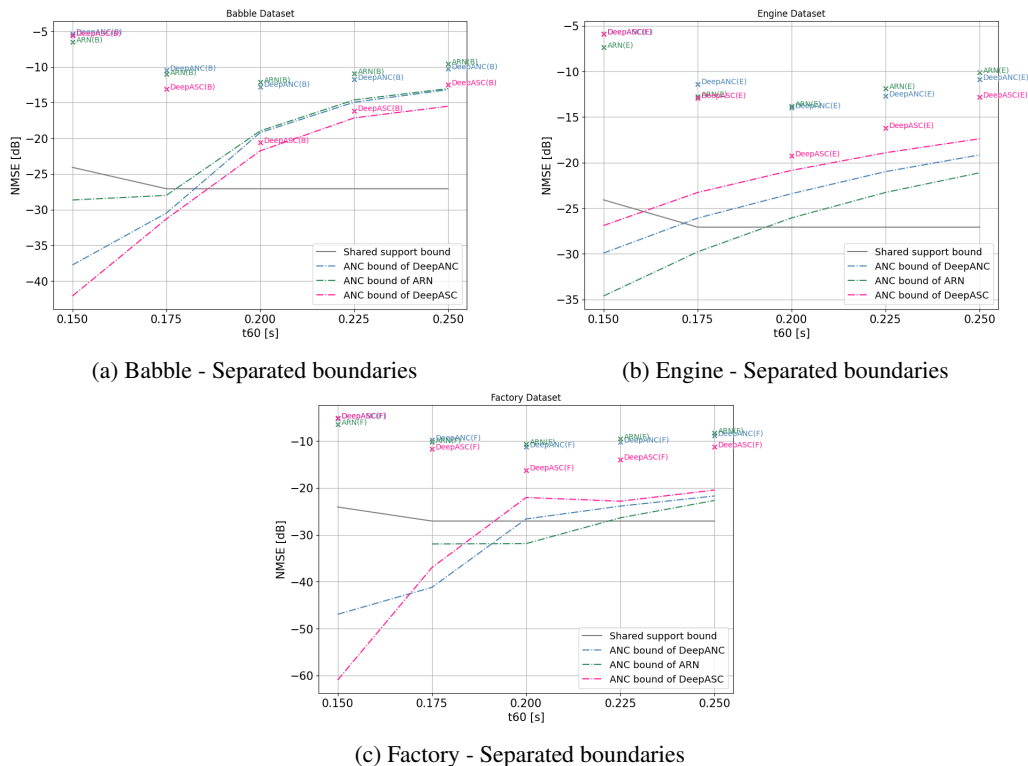 Babble Dataset
−5
−10
−15
−20
−25
−30
−35
−40
NMSE [dB]
DeepANC(B)
DeepASC(B)
ARN(B)
DeepANC(B)
ARN(B)
DeepASC(B)
ARN(B)
DeepANC(B)
DeepASC(B)
ARN(B)
DeepANC(B)
DeepASC(B)
ARN(B)
DeepANC(B)
DeepASC(B)
Shared support bound
ANC bound of DeepANC
ANC bound of ARN
ANC bound of DeepASC
0.150
0.175
0.200
0.225
0.250
t60 [s]
(a) Babble - Separated boundaries
Engine Dataset
−5
−10
−15
−20
−25
−30
−35
NMSE [dB]
DeepASC(E)
ARN(E)
DeepANC(E)
ARN(E)
DeepASC(E)
ARN(E)
DeepANC(E)
DeepASC(E)
ARN(E)
DeepANC(E)
DeepASC(E)
ARN(E)
DeepANC(E)
DeepASC(E)
Shared support bound
ANC bound of DeepANC
ANC bound of ARN
ANC bound of DeepASC
0.150
0.175
0.200
0.225
0.250
t60 [s]
(b) Engine - Separated boundaries
Factory Dataset
−10
−20
−30
−40
−50
−60
NMSE [dB]
DeepASC(F)
ARN(F)
DeepANC(F)
ARN(F)
DeepASC(F)
ARN(F)
DeepANC(F)
DeepASC(F)
ARN(F)
DeepANC(F)
DeepASC(F)
ARN(F)
DeepANC(F)
DeepASC(F)
Shared support bound
ANC bound of DeepANC
ANC bound of ARN
ANC bound of DeepASC
0.150
0.175
0.200
0.225
0.250
t60 [s]
(c) Factory - Separated boundaries